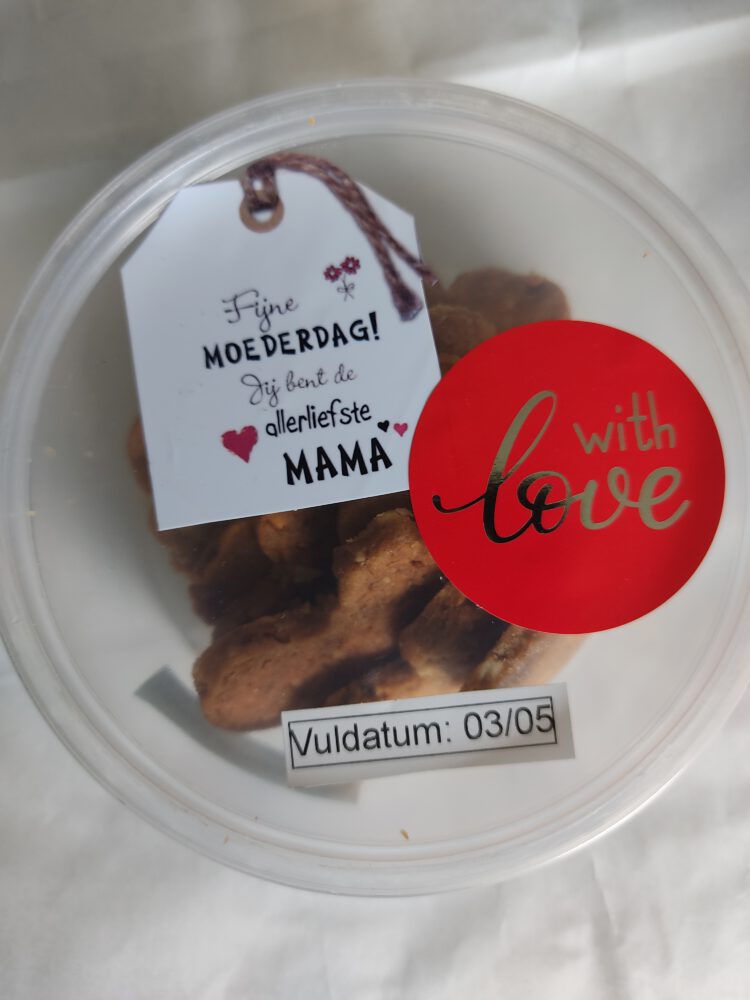 Fijne
MOEDERDAG!
Jij bent de
allerliefste
MAMA
with
love
Vuldatum: 03/05